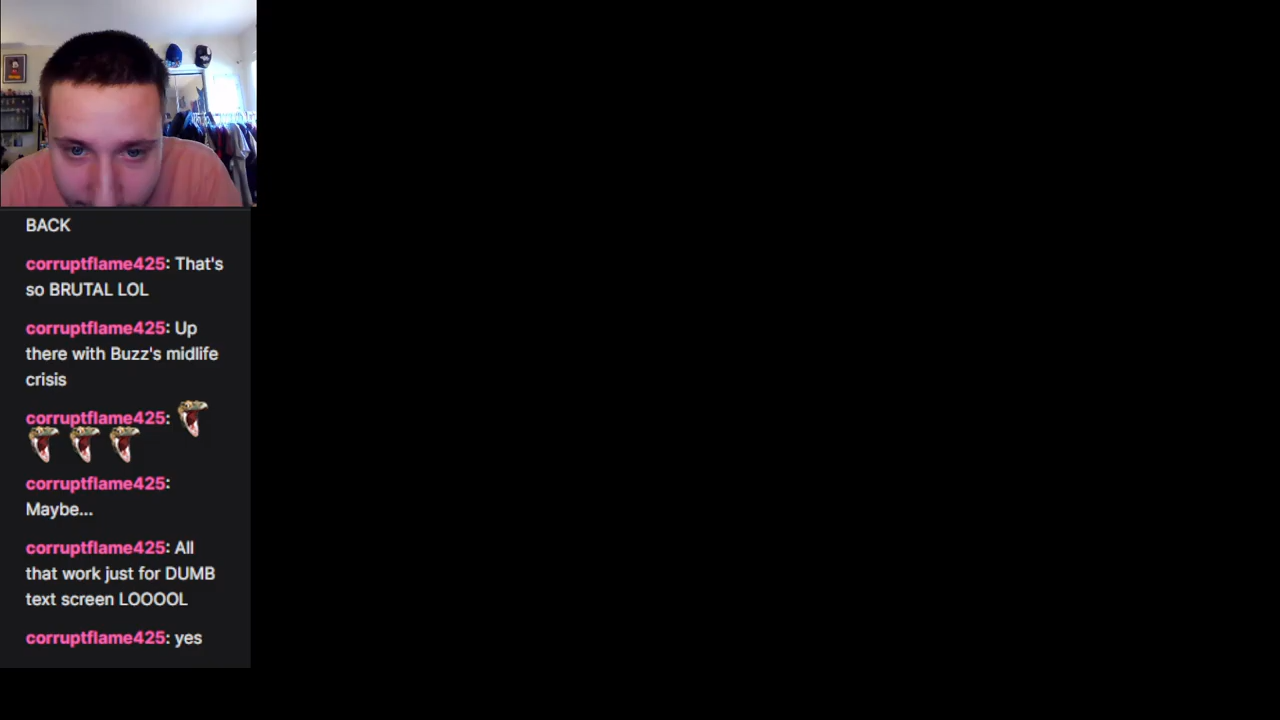 BACK
corruptflame425: That's
so BRUTAL LOL
corruptflame425: Up
there with Buzz's midlife
crisis
corruptflame425:
corruptflame425:
Maybe...
corruptflame425: All
that work just for DUMB
text screen LOOOOL
corruptflame425: yes